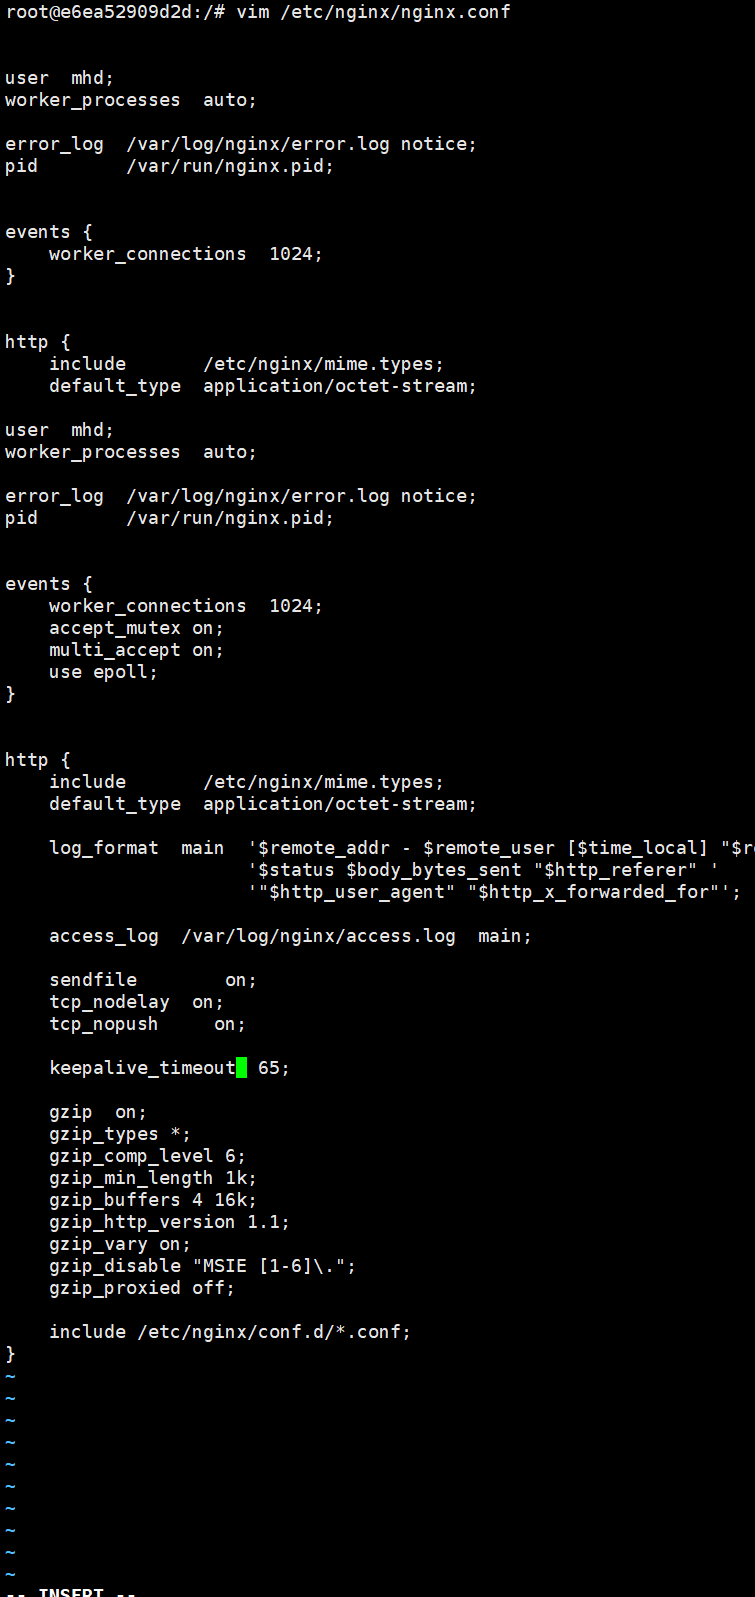 root@e6ea52909d2d:/# vim /etc/nginx/nginx.conf
user  mhd;
worker_processes  auto;
error_log  /var/log/nginx/error.log notice;
pid        /var/run/nginx.pid;
events {
    worker_connections  1024;
}
http {
    include       /etc/nginx/mime.types;
    default_type  application/octet-stream;
user  mhd;
worker_processes  auto;
error_log  /var/log/nginx/error.log notice;
pid        /var/run/nginx.pid;
events {
    worker_connections  1024;
    accept_mutex on;
    multi_accept on;
    use epoll;
}
http {
    include       /etc/nginx/mime.types;
    default_type  application/octet-stream;
    log_format  main  '$remote_addr - $remote_user [$time_local] "$re
                      '$status $body_bytes_sent "$http_referer" '
                      '"$http_user_agent" "$http_x_forwarded_for"';
    access_log  /var/log/nginx/access.log  main;
    sendfile        on;
    tcp_nodelay  on;
    tcp_nopush     on;
    keepalive_timeout  65;
    gzip  on;
    gzip_types *;
    gzip_comp_level 6;
    gzip_min_length 1k;
    gzip_buffers 4 16k;
    gzip_http_version 1.1;
    gzip_vary on;
    gzip_disable "MSIE [1-6]\.";
    gzip_proxied off;
    include /etc/nginx/conf.d/*.conf;
}
~
~
~
~
~
~
~
~
~
~
-- INSERT --